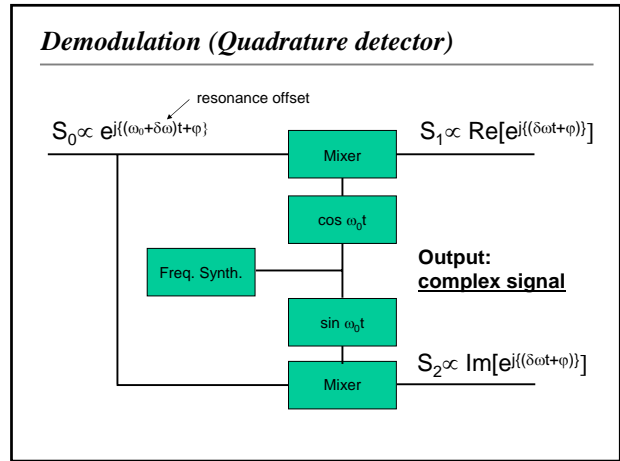 Demodulation (Quadrature detector)
resonance offset
S₀∝ e^j{(ω₀+δω)t+φ}
S₁∝ Re[e^j{(δωt+φ)}]
Mixer
cos ω₀t
Freq. Synth.
Output:
complex signal
sin ω₀t
S₂∝ Im[e^j{(δωt+φ)}]
Mixer